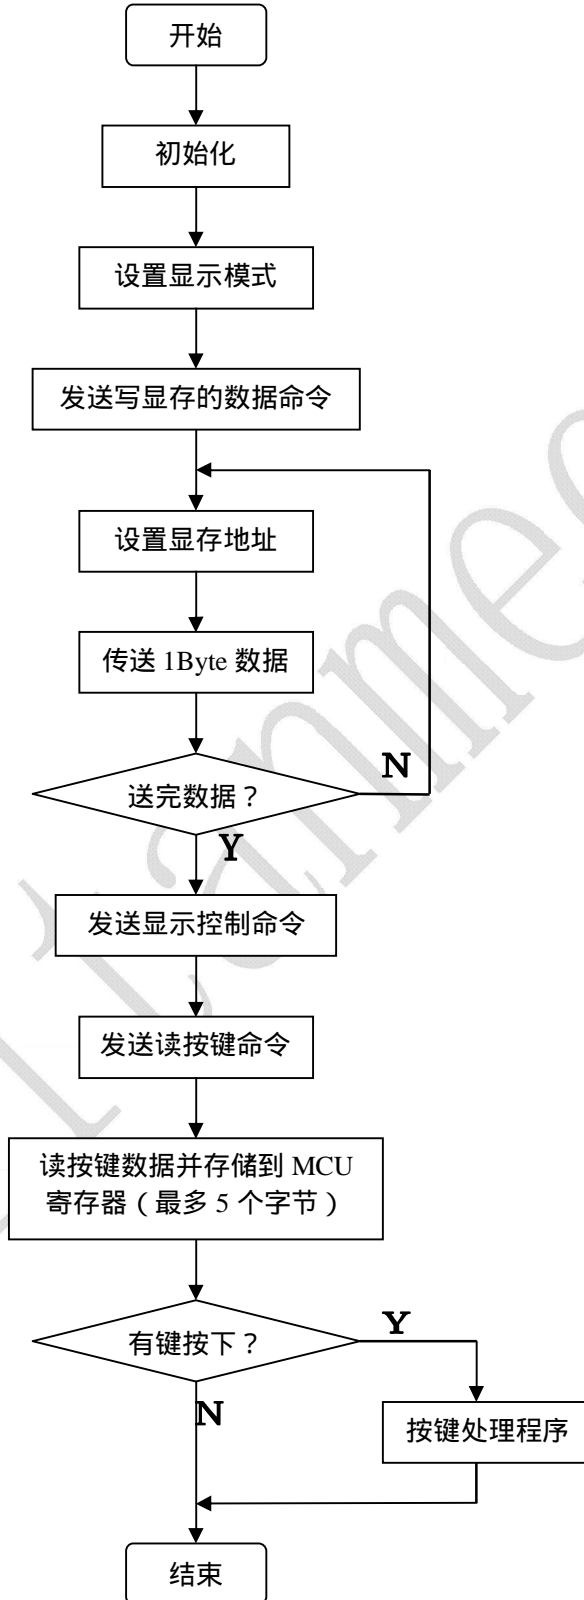 开始
初始化
设置显示模式
发送写显存的数据命令
设置显存地址
传送 1Byte 数据
送完数据？
N
Y
发送显示控制命令
发送读按键命令
读按键数据并存储到 MCU
寄存器（最多 5 个字节）
有键按下？
Y
N
按键处理程序
结束